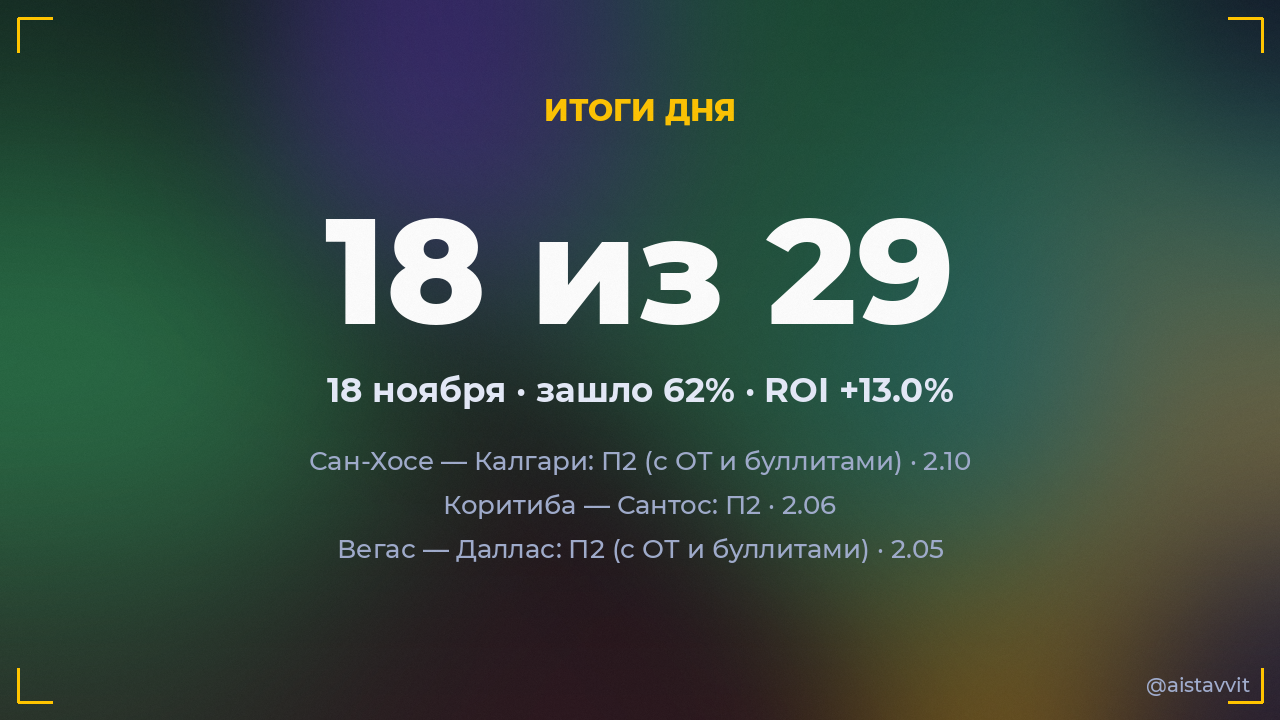 ИТОГИ ДНЯ
18 из 29
18 ноября · зашло 62% · ROI +13.0%
Сан-Хосе — Калгари: П2 (с ОТ и буллитами) · 2.10
Коритиба — Сантос: П2 · 2.06
Вегас — Даллас: П2 (с ОТ и буллитами) · 2.05
@aistavvit